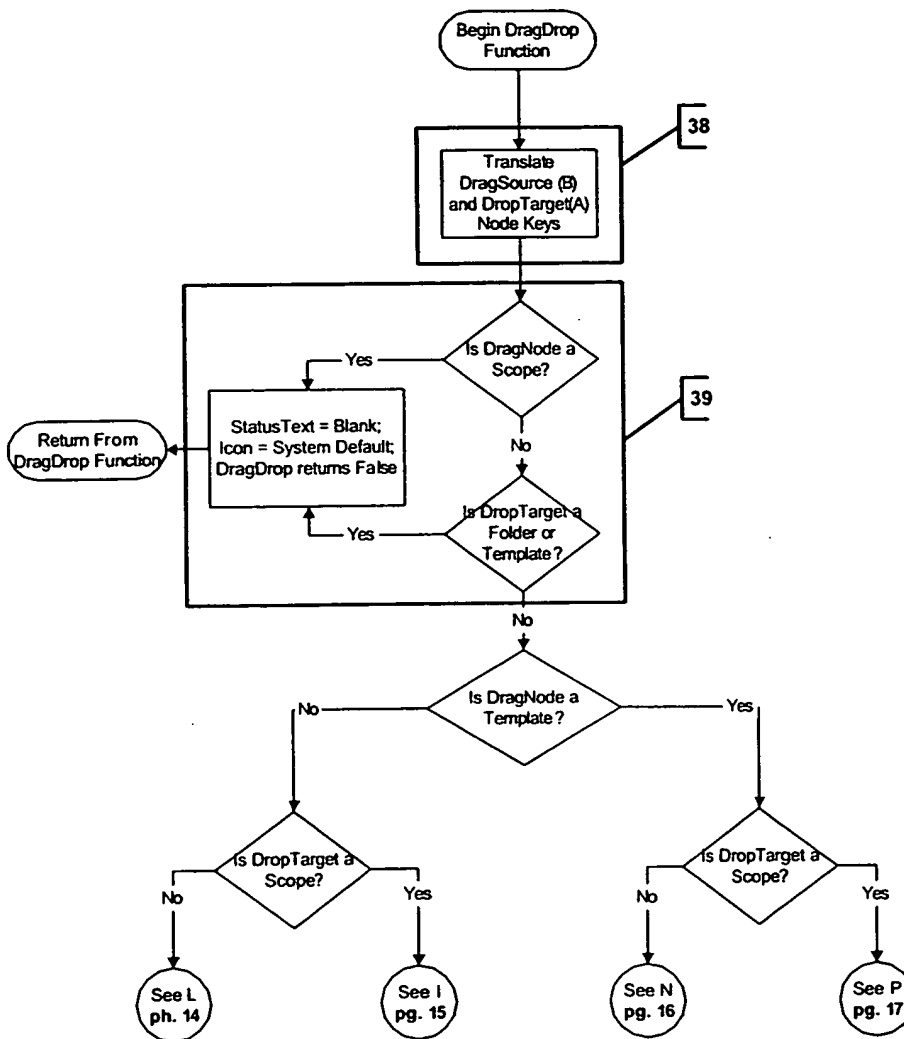 Begin DragDrop
Function
38
Translate
DragSource (B)
and DropTarget(A)
Node Keys
Is DragNode a
Scope?
Yes
39
StatusText = Blank;
Icon = System Default;
DragDrop returns False
Return From
DragDrop Function
No
Is DropTarget a
Folder or
Template?
Yes
No
Is DragNode a
Template?
No
Yes
Is DropTarget a
Scope?
No
Yes
Is DropTarget a
Scope?
No
Yes
See L
ph. 14
See I
pg. 15
See N
pg. 16
See P
pg. 17